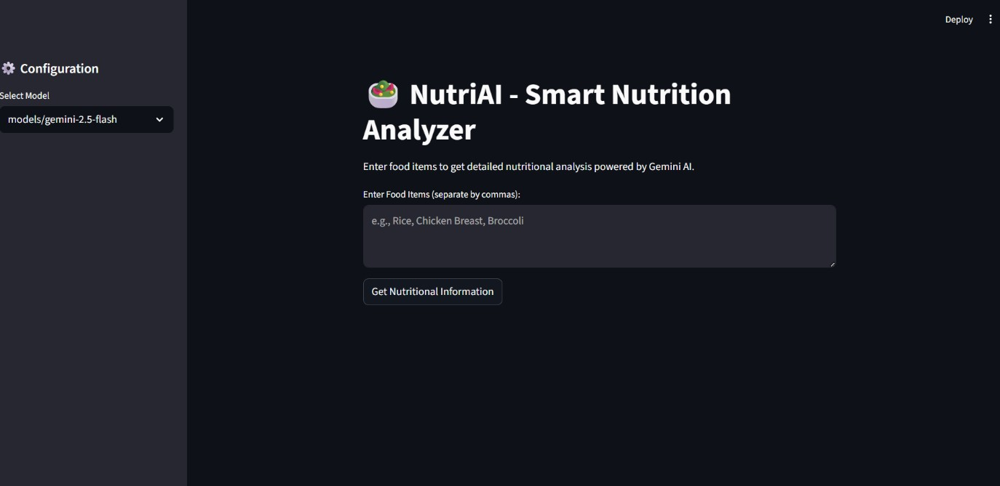 Deploy
Configuration
Select Model
models/gemini-2.5-flash
NutriAI - Smart Nutrition
Analyzer
Enter food items to get detailed nutritional analysis powered by Gemini AI.
Enter Food Items (separate by commas):
e.g., Rice, Chicken Breast, Broccoli
Get Nutritional Information